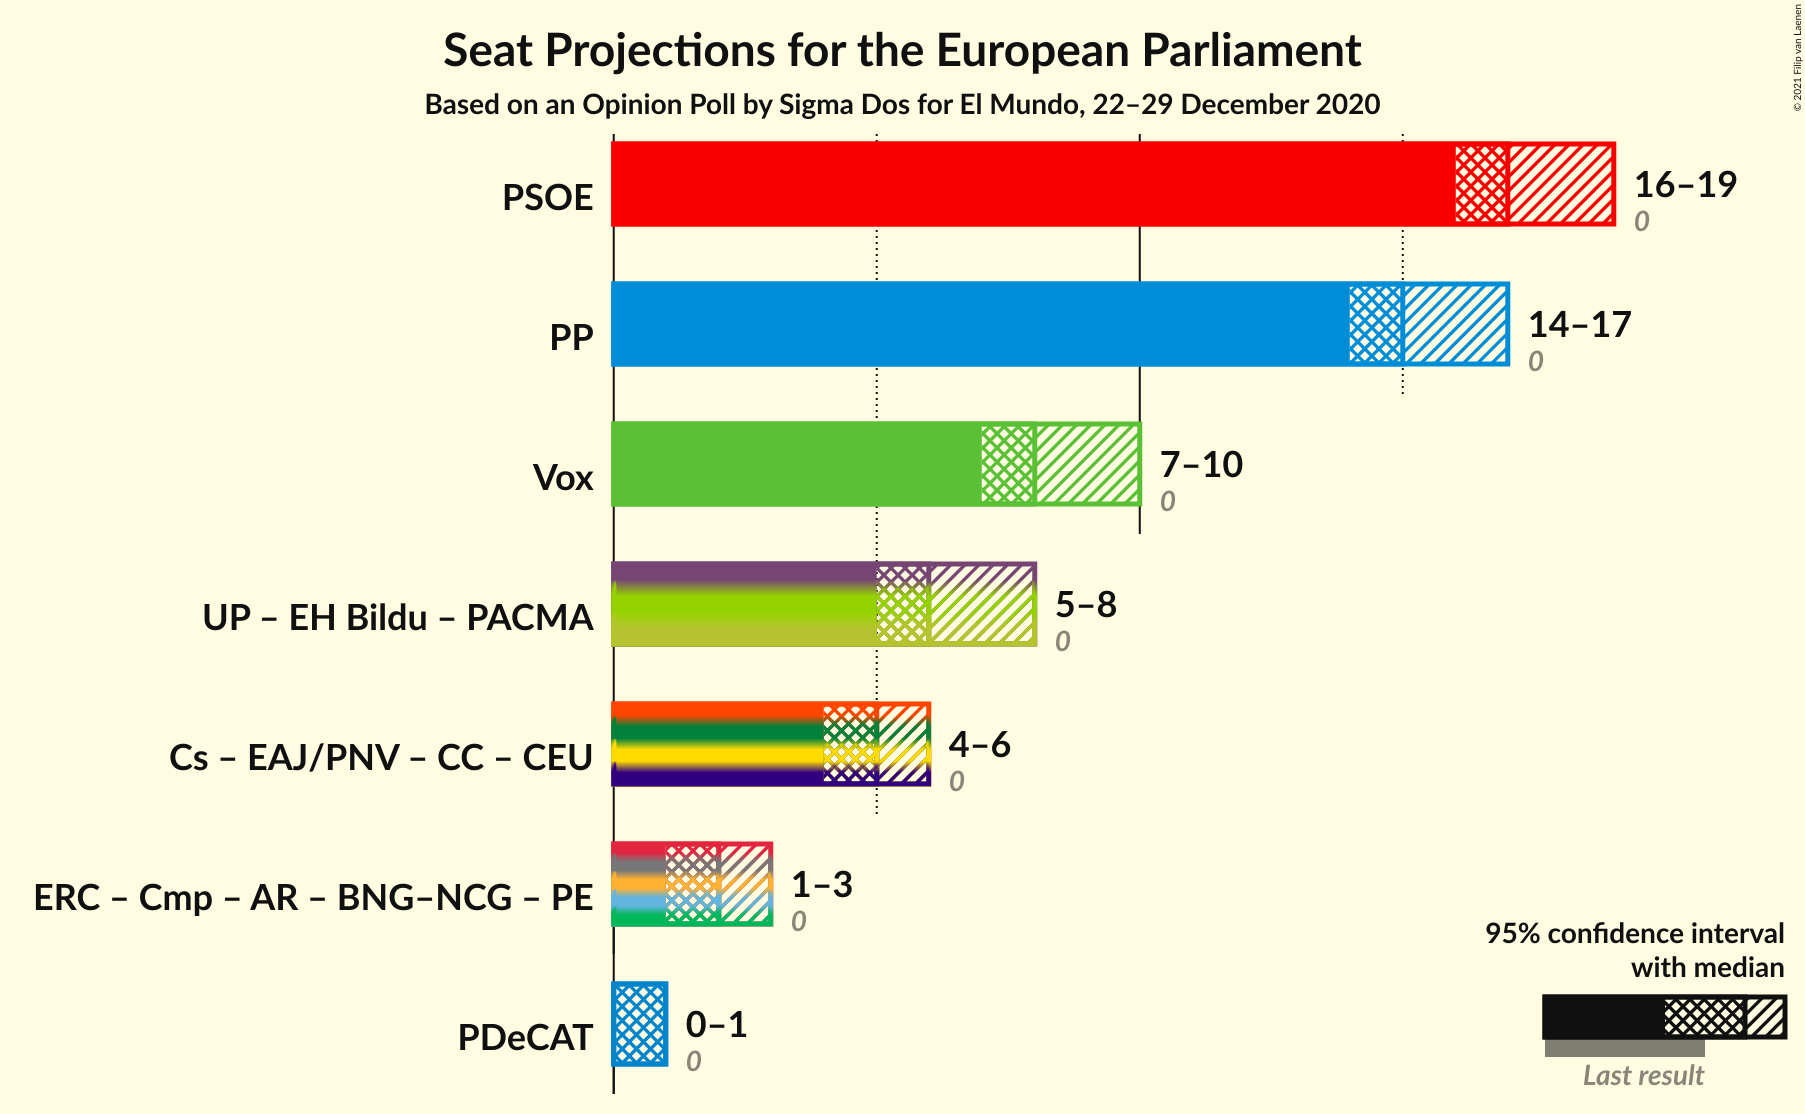 Seat Projections for the European Parliament
Based on an Opinion Poll by Sigma Dos for El Mundo, 22–29 December 2020
© 2021 Filip van Laenen
PSOE
16–19
0
PP
14–17
0
Vox
7–10
0
UP – EH Bildu – PACMA
5–8
0
Cs – EAJ/PNV – CC – CEU
4–6
0
ERC – Cmp – AR – BNG–NCG – PE
1–3
0
PDeCAT
0–1
0
95% confidence interval
with median
Last result